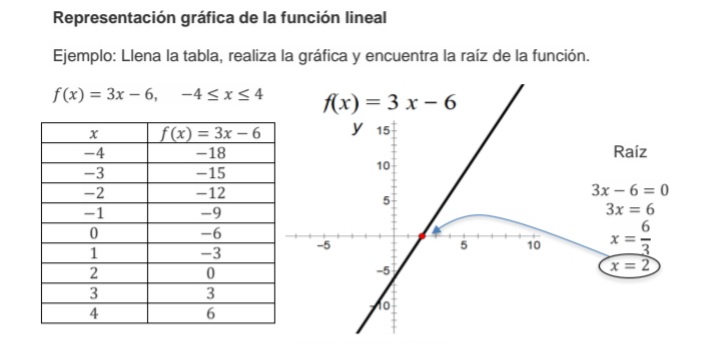 Representación gráfica de la función lineal
Ejemplo: Llena la tabla, realiza la gráfica y encuentra la raíz de la función.
f(x) = 3x − 6, −4 ≤ x ≤ 4
x f(x) = 3x − 6
−4 −18
−3 −15
−2 −12
−1 −9
0 −6
1 −3
2 0
3 3
4 6
f(x) = 3 x − 6
y 15
10
5
−5 5 10
−5
10
Raíz
3x − 6 = 0
3x = 6
x = 6/3
x = 2